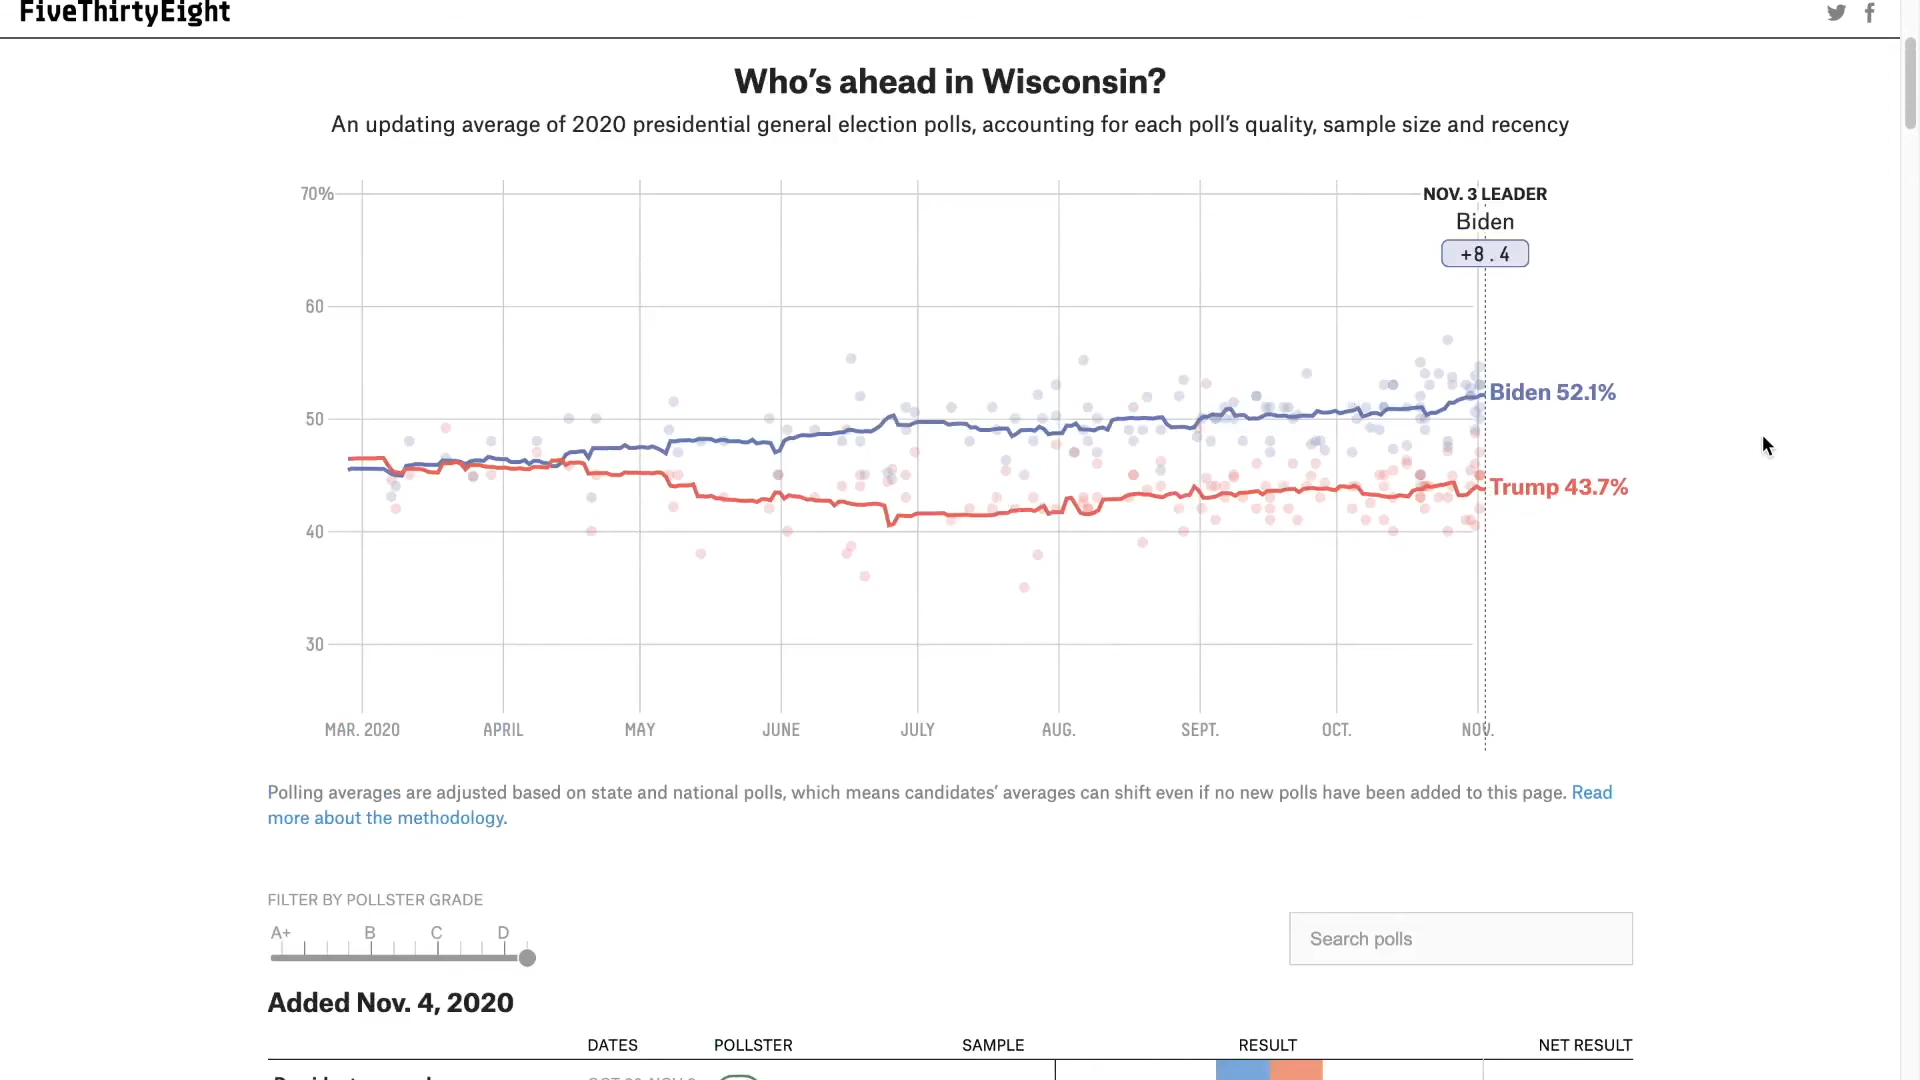 FiveThirtyEight
Who's ahead in Wisconsin?
An updating average of 2020 presidential general election polls, accounting for each poll's quality, sample size and recency
70%
NOV. 3 LEADER
Biden
+8.4
60
50
Biden 52.1%
Trump 43.7%
40
30
MAR. 2020 APRIL MAY JUNE JULY AUG. SEPT. OCT. NOV.
Polling averages are adjusted based on state and national polls, which means candidates' averages can shift even if no new polls have been added to this page. Read
more about the methodology.
FILTER BY POLLSTER GRADE
A+ B C D
Search polls
Added Nov. 4, 2020
DATES POLLSTER SAMPLE RESULT NET RESULT